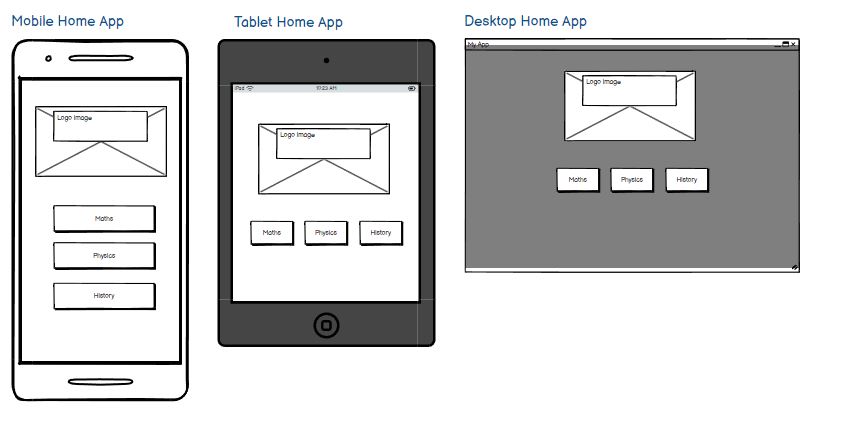 Mobile Home App
Logo Image
Maths
Physics
History
Tablet Home App
iPad
10:23 AM
Logo Image
Maths
Physics
History
Desktop Home App
My App
Logo Image
Maths
Physics
History